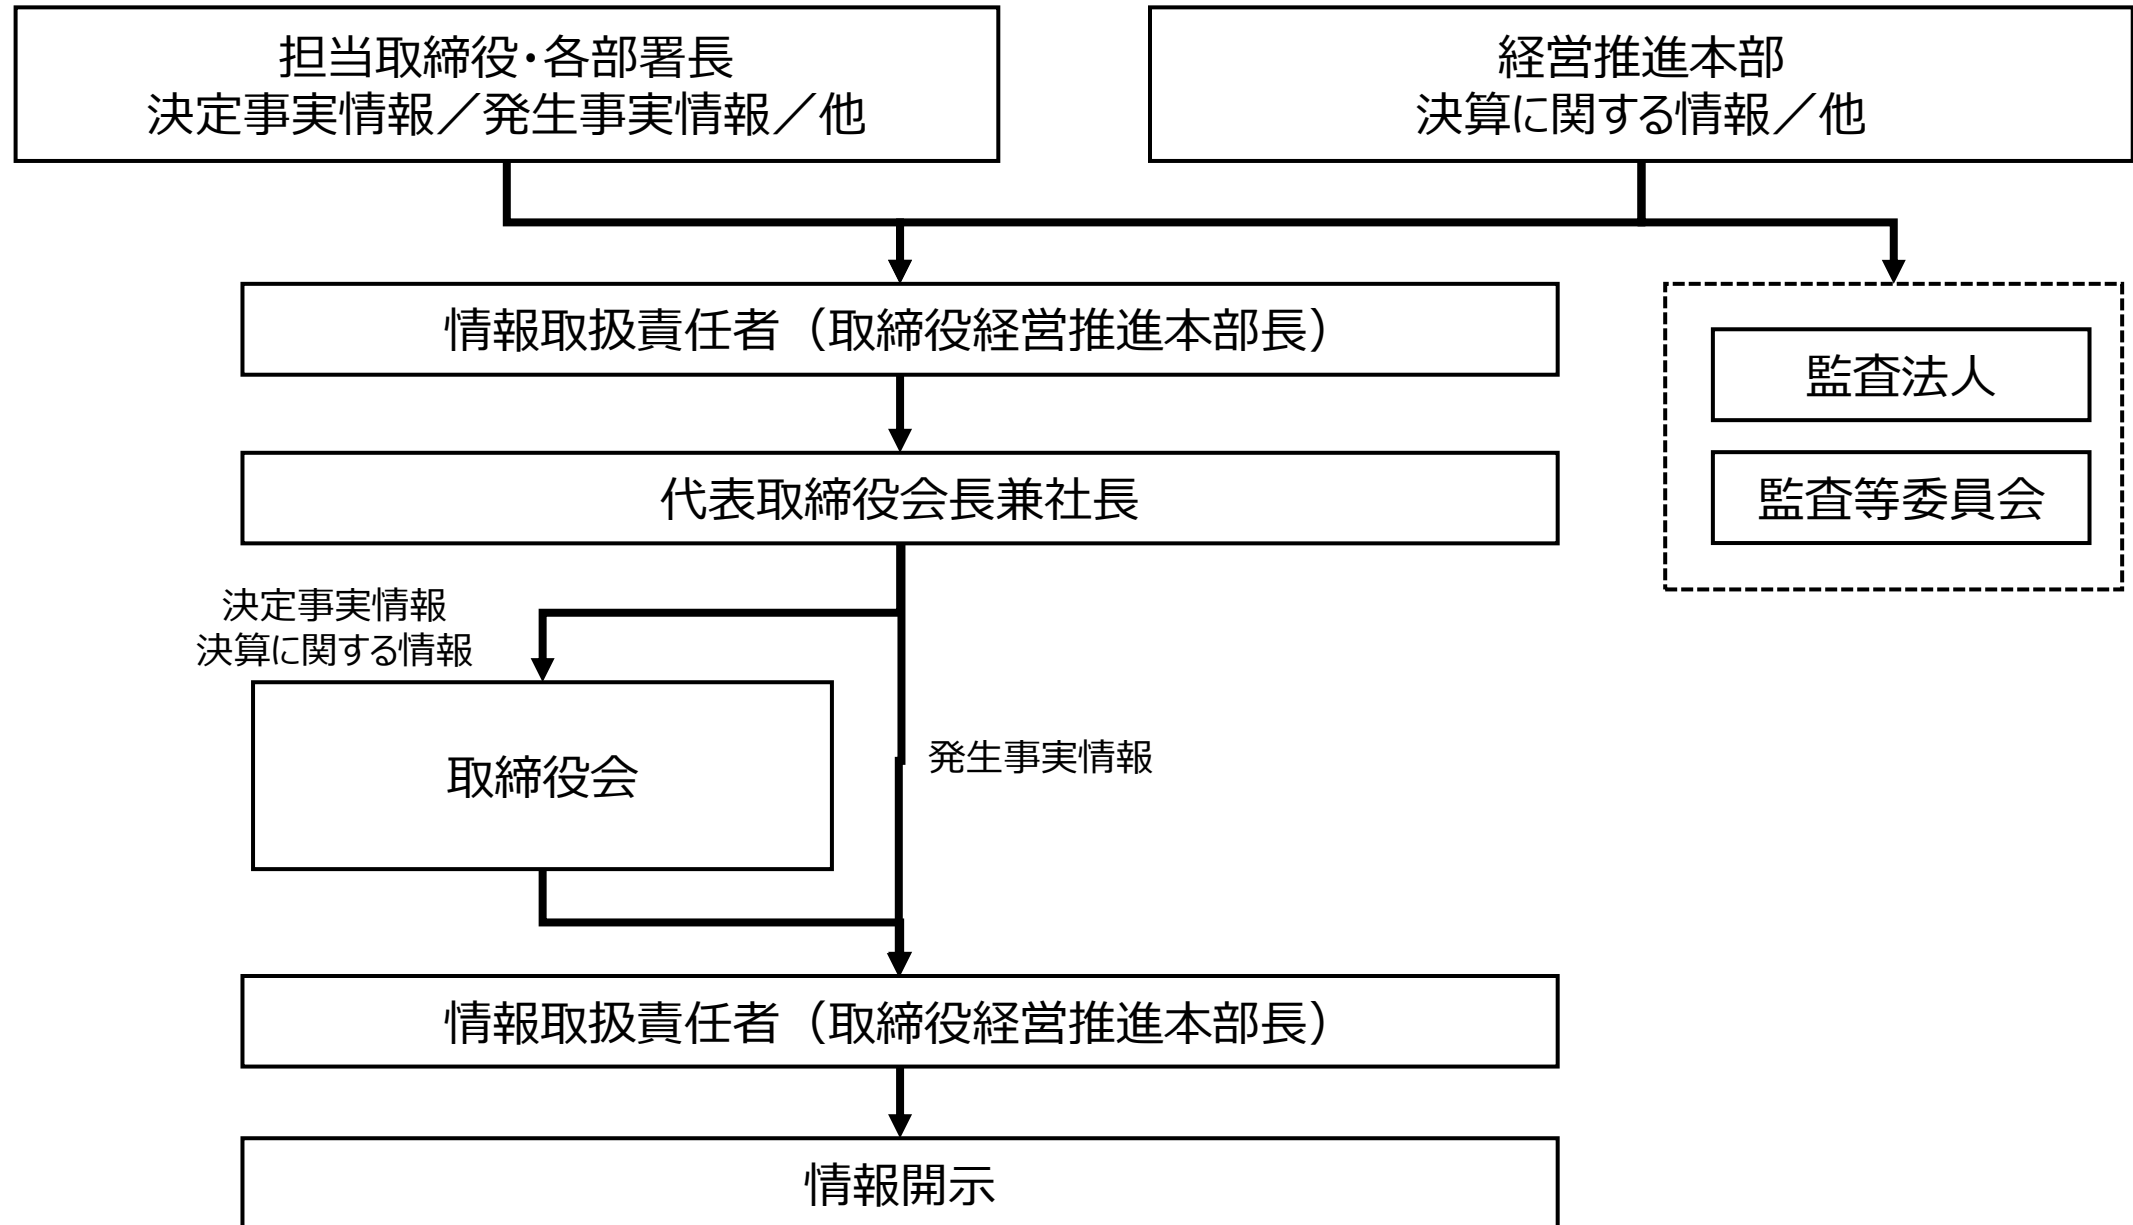 担当取締役・各部署長
決定事実情報／発生事実情報／他
経営推進本部
決算に関する情報／他
情報取扱責任者（取締役経営推進本部長）
監査法人
代表取締役会長兼社長
監査等委員会
決定事実情報
決算に関する情報
取締役会
発生事実情報
情報取扱責任者（取締役経営推進本部長）
情報開示